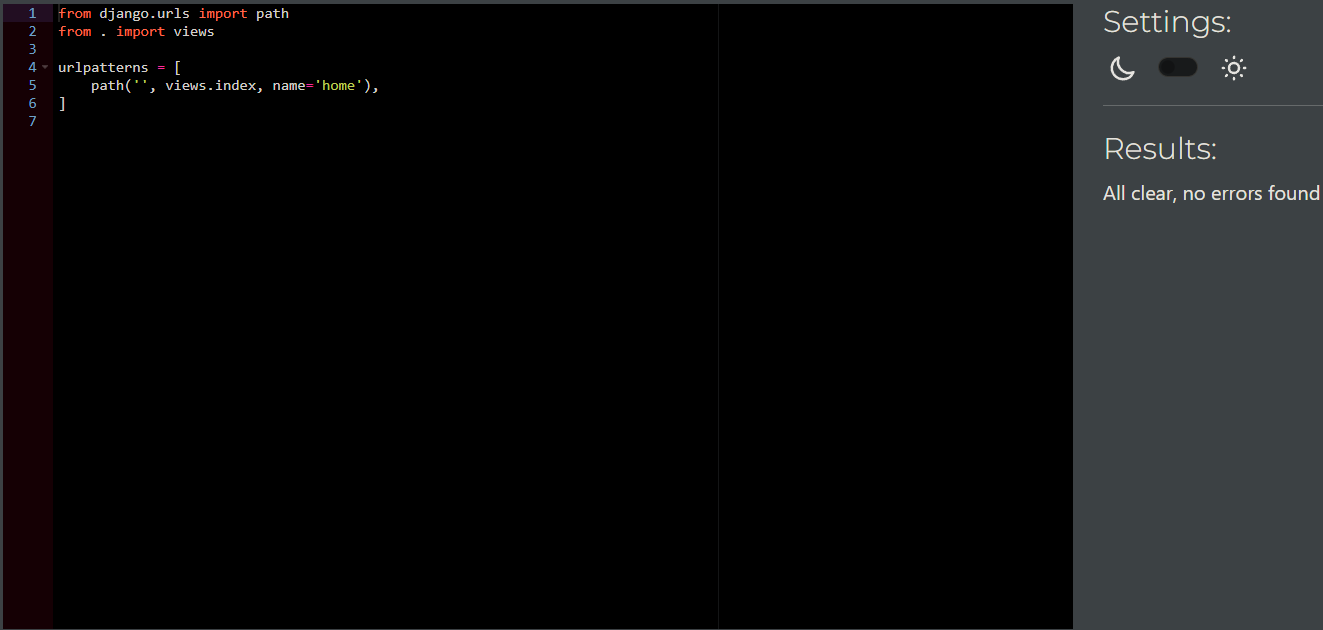 1 from django.urls import path
2 from . import views
3
4 urlpatterns = [
5     path('', views.index, name='home'),
6 ]
7
Settings:
Results:
All clear, no errors found